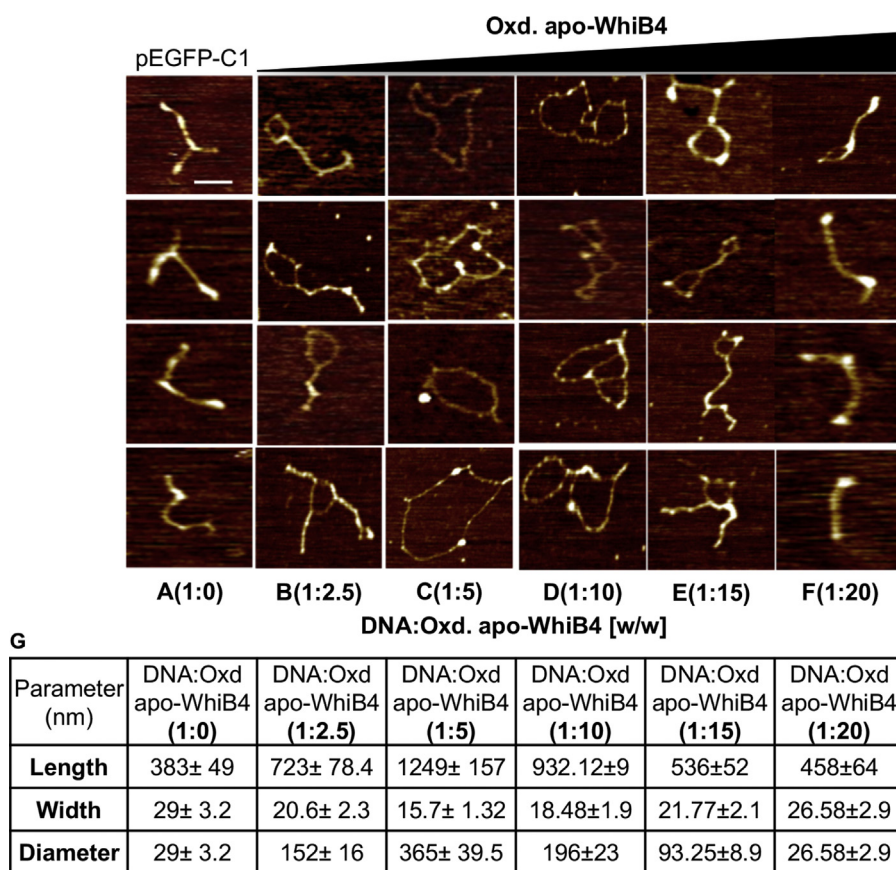 Oxd. apo-WhiB4
pEGFP-C1
A(1:0) B(1:2.5) C(1:5) D(1:10) E(1:15) F(1:20)
DNA:Oxd. apo-WhiB4 [w/w]
G
Parameter (nm) DNA:Oxd apo-WhiB4 (1:0) DNA:Oxd apo-WhiB4 (1:2.5) DNA:Oxd apo-WhiB4 (1:5) DNA:Oxd apo-WhiB4 (1:10) DNA:Oxd apo-WhiB4 (1:15) DNA:Oxd apo-WhiB4 (1:20)
Length 383± 49 723± 78.4 1249± 157 932.12±9 536±52 458±64
Width 29± 3.2 20.6± 2.3 15.7± 1.32 18.48±1.9 21.77±2.1 26.58±2.9
Diameter 29± 3.2 152± 16 365± 39.5 196±23 93.25±8.9 26.58±2.9